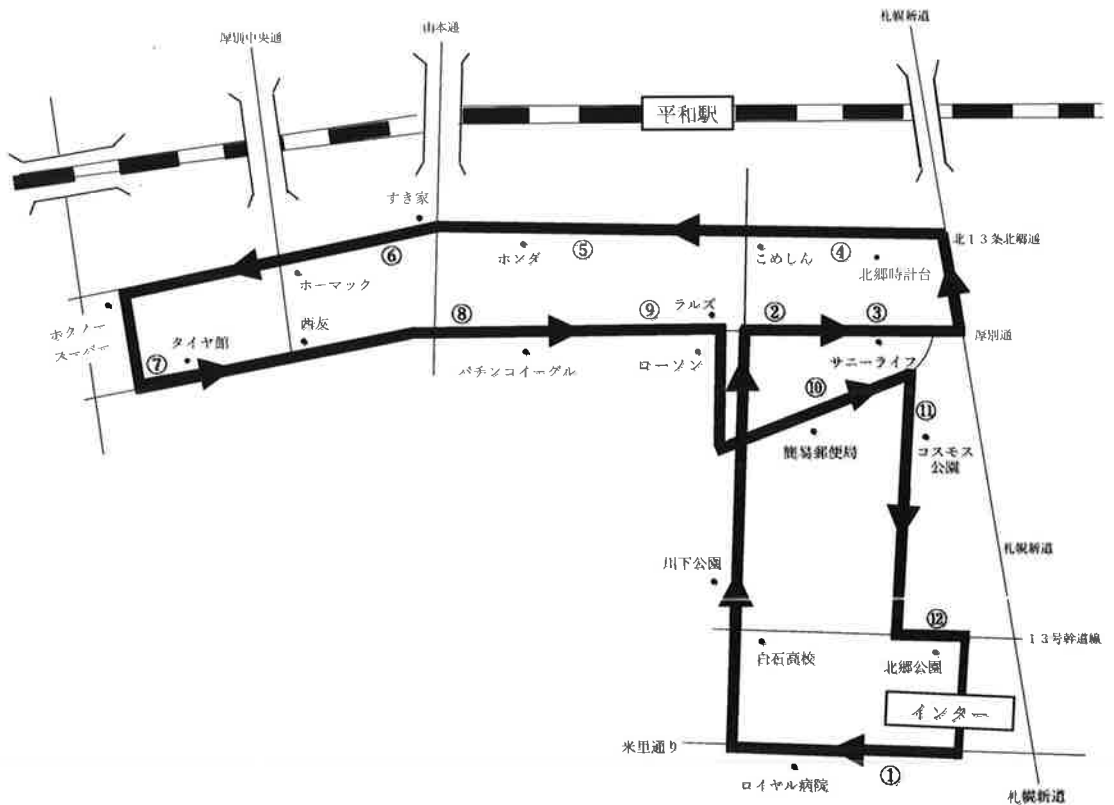 札幌新道
山本通
厚別中央通
平和駅
すき家
北13条北郷通
ホンダ
⑤
こめしん
④
北郷時計台
⑥
ホーマック
ホクノー
スーパー
⑦
タイヤ館
西友
⑧
パチンコイーグル
⑨
ラルズ
ローソン
②
③
厚別通
サニーライフ
⑩
簡易郵便局
⑪
コスモス
公園
札幌新道
川下公園
⑫
13号幹道線
白石高校
北郷公園
インター
米里通り
①
ロイヤル病院
札幌新道